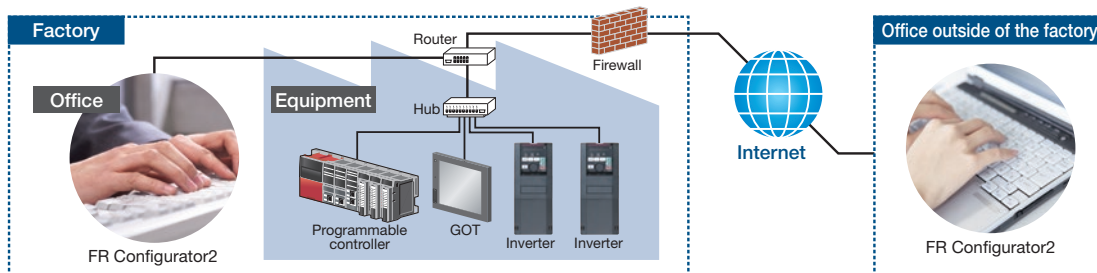 Factory
Office
Equipment
Router
Hub
Firewall
Internet
Office outside of the factory
Programmable
controller
GOT
Inverter
Inverter
FR Configurator2
FR Configurator2